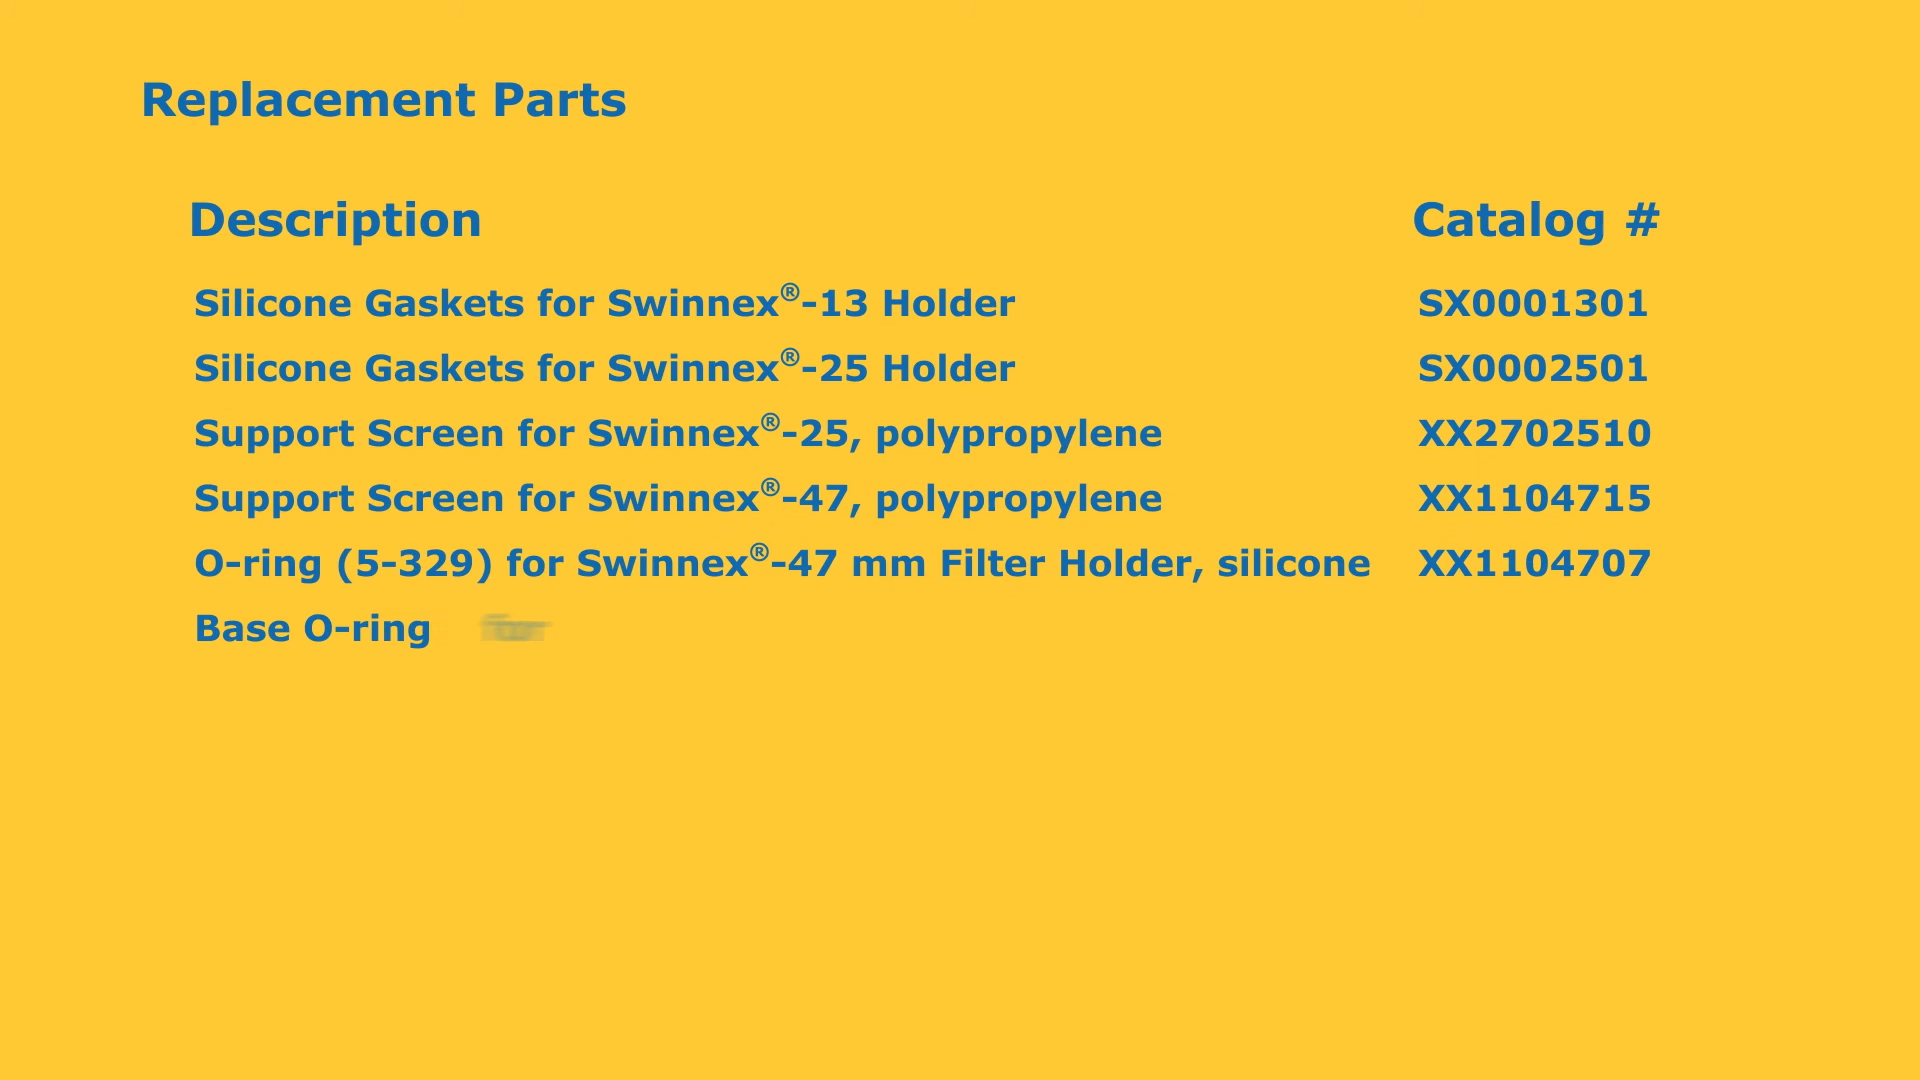 Replacement Parts
Description Catalog #
Silicone Gaskets for Swinnex®-13 Holder SX0001301
Silicone Gaskets for Swinnex®-25 Holder SX0002501
Support Screen for Swinnex®-25, polypropylene XX2702510
Support Screen for Swinnex®-47, polypropylene XX1104715
O-ring (5-329) for Swinnex®-47 mm Filter Holder, silicone XX1104707
Base O-ring